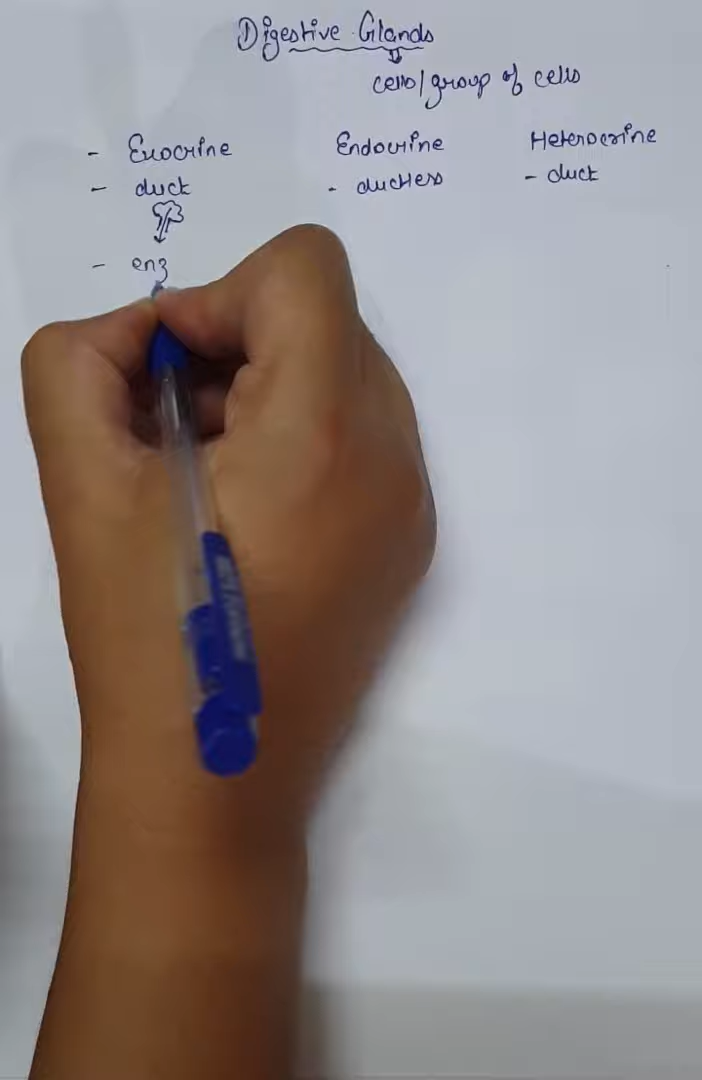 Digestive Glands
cells/group of cells
- Exocrine Endocrine Heterocrine
- duct - ductless - duct
- enz